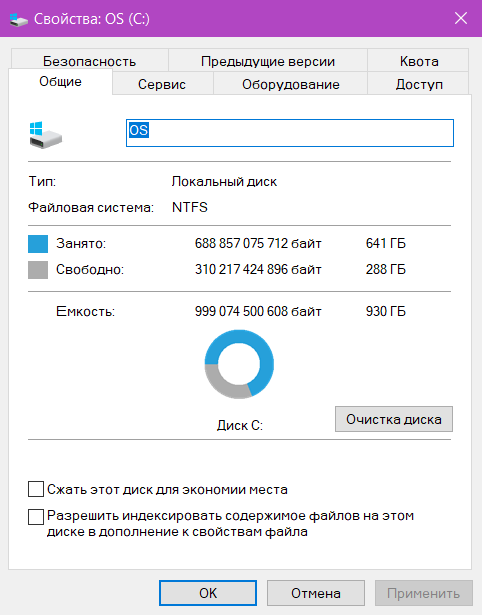 Свойства: OS (C:)
Безопасность Предыдущие версии Квота
Общие Сервис Оборудование Доступ
OS
Тип: Локальный диск
Файловая система: NTFS
Занято: 688 857 075 712 байт 641 ГБ
Свободно: 310 217 424 896 байт 288 ГБ
Емкость: 999 074 500 608 байт 930 ГБ
Диск C:
Очистка диска
Сжать этот диск для экономии места
Разрешить индексировать содержимое файлов на этом
диске в дополнение к свойствам файла
OK Отмена Применить